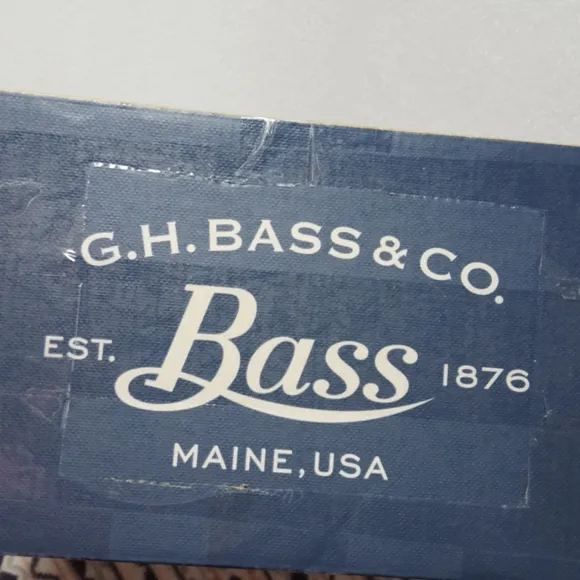 G.H.BASS & CO.
EST. Bass 1876
MAINE, USA